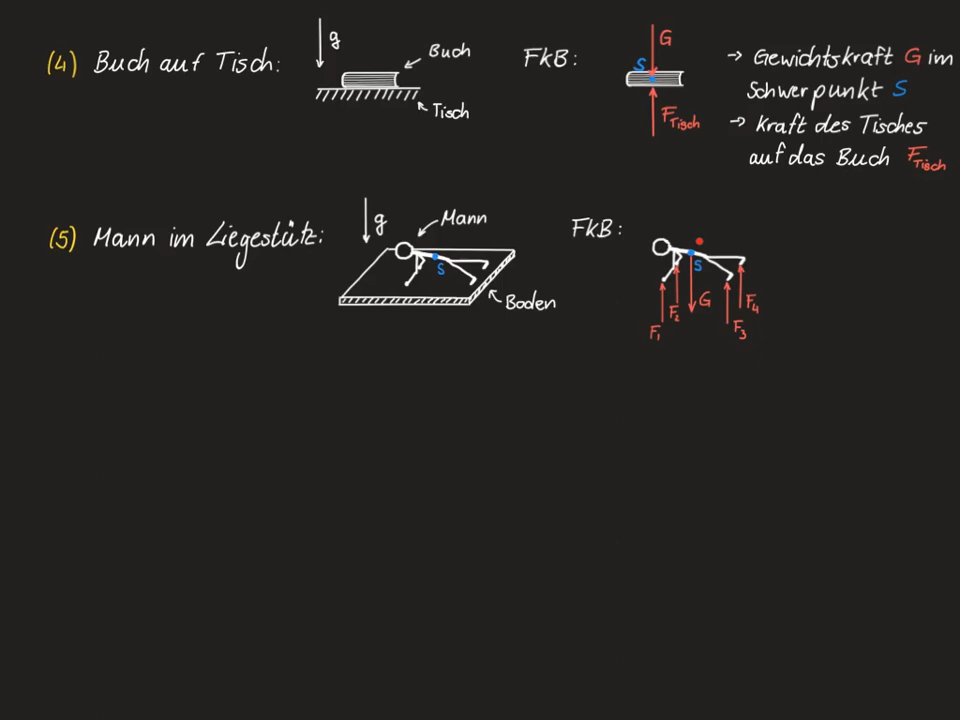 (4) Buch auf Tisch: g Buch Tisch FkB: G S F_Tisch → Gewichtskraft G im
Schwerpunkt S
→ Kraft des Tisches
auf das Buch F_Tisch
(5) Mann im Liegestütz: g Mann S Boden FkB: S G F₁ F₂ F₃ F₄